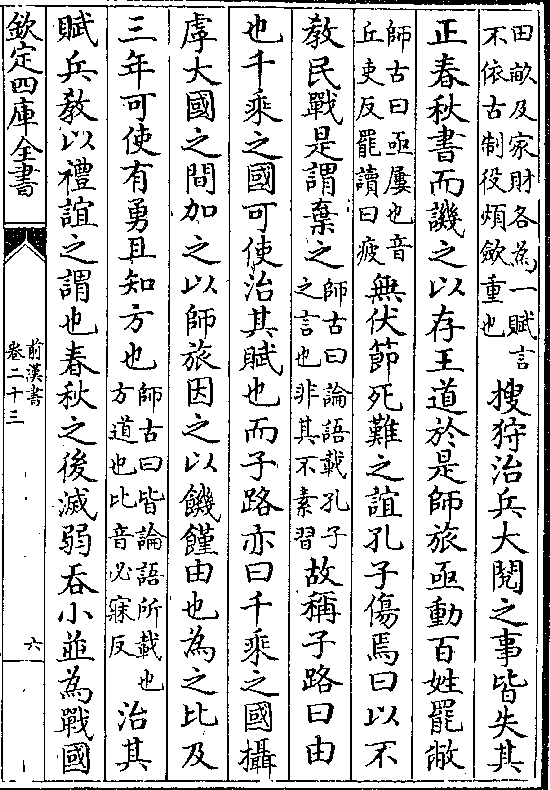 田畝及家財各爲一賦言
不依古制役煩歛重也
搜狩治兵大閱之事皆失其
正春秋書而譏之以存王道於是師旅亟動百姓罷敝
師古曰亟屢也音
丘吏反罷讀曰疲
無伏節死難之誼孔子傷焉曰以不
教民戰是謂棄之
師古曰論語載孔子
之言也非其不素習
故稱子路曰由
也千乘之國可使治其賦也而子路亦曰千乘之國攝
虖大國之間加之以師旅因之以饑饉由也為之比及
三年可使有勇且知方也
師古曰皆論語所載也
方道也比音必寐反
治其
賦兵教以禮誼之謂也春秋之後滅弱吞小並為戰國
欽定四庫全書
前漢書
卷二十三
六